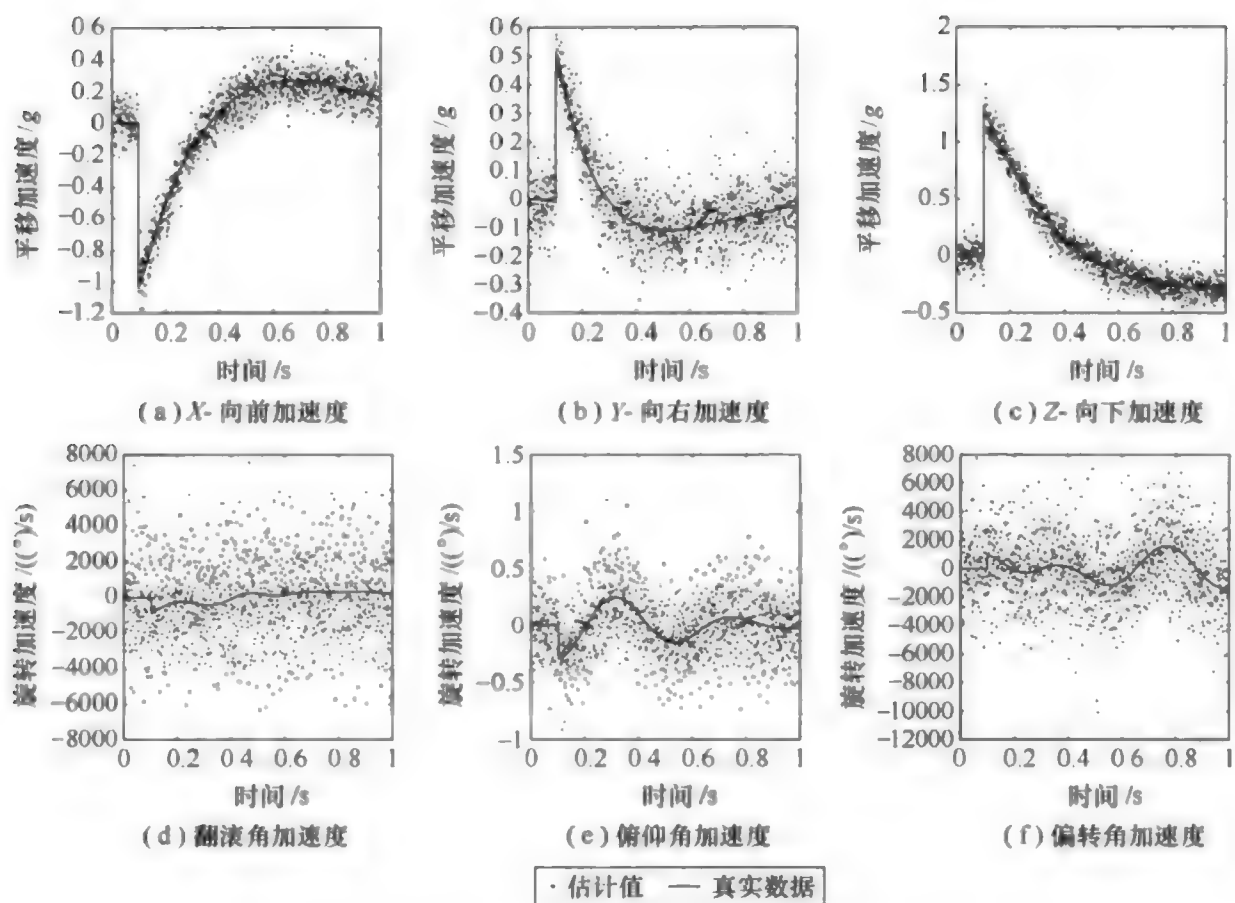 0 6
0 4
0.2
0
−0.2
−0.4
−0.6
−0.8
−1
−1.2
0 0.2 0.4 0.6 0.8 1
平移加速度/g
时间/s
(a)X-向前加速度
0.6
0.5
0.4
0.3
0.2
0.1
0
−0.1
−0.2
−0.3
−0.4
0 0.2 0.4 0.6 0.8 1
平移加速度/g
时间/s
(b)Y-向右加速度
2
1.5
1
0.5
0
−0.5
0 0.2 0.4 0.6 0.8 1
平移加速度/g
时间/s
(c)Z-向下加速度
8000
6000
4000
2000
0
−2000
−4000
−6000
−8000
0 0 2 0 4 0 6 0.8 1
旋转加速度/((°)/s)
时间/s
(d)翻滚角加速度
1.5
1
0.5
0
−0.5
−1
0 0.2 0.4 0.6 0.8 1
旋转加速度/((°)/s)
时间/s
(e)俯仰角加速度
8000
6000
4000
2000
0
−2000
−4000
−6000
−8000
−10000
−12000
0 0.2 0.4 0.6 0.8 1
旋转加速度/((°)/s)
时间/s
(f)偏转角加速度
· 估计值 — 真实数据